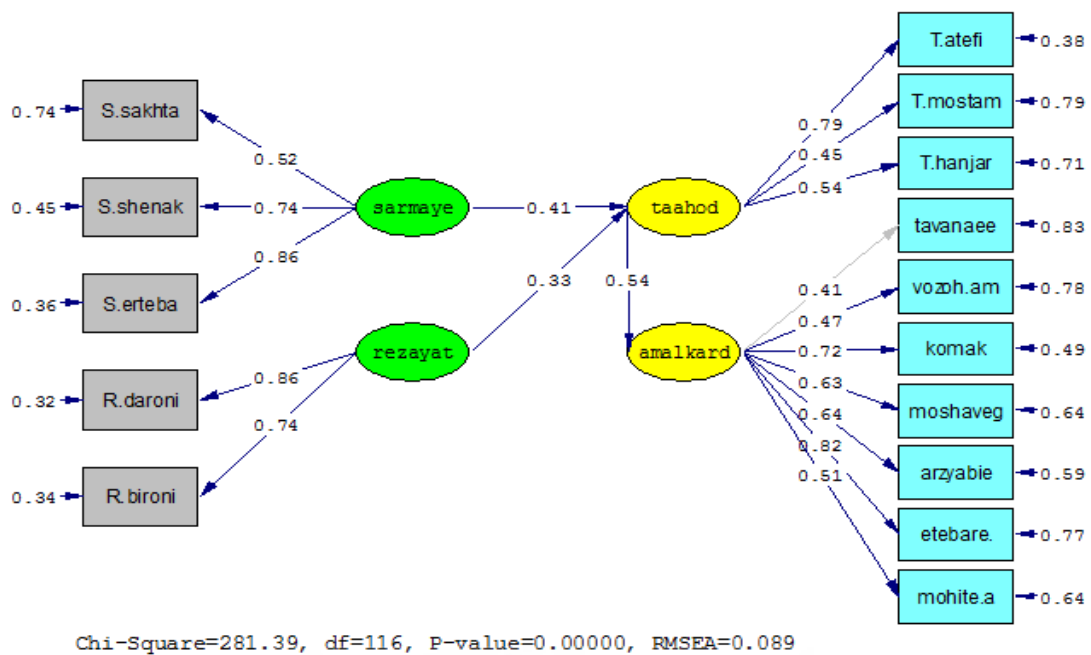 T.atefi
0.38
0.74
S.sakhta
T.mostam
0.79
0.79
0.52
0.45
T.hanjar
0.71
0.54
0.45
S.shenak
0.74
sarmaye
0.41
taahod
tavanaee
0.83
0.86
0.36
S.erteba
0.33
0.54
0.41
vozoh.am
0.78
0.47
rezayat
amalkard
0.72
komak
0.49
0.86
0.32
R.daroni
0.63
moshaveg
0.64
0.74
0.64
0.82
arzyabie
0.59
0.51
0.34
R.bironi
etebare.
0.77
mohite.a
0.64
Chi-Square=281.39, df=116, P-value=0.00000, RMSEA=0.089